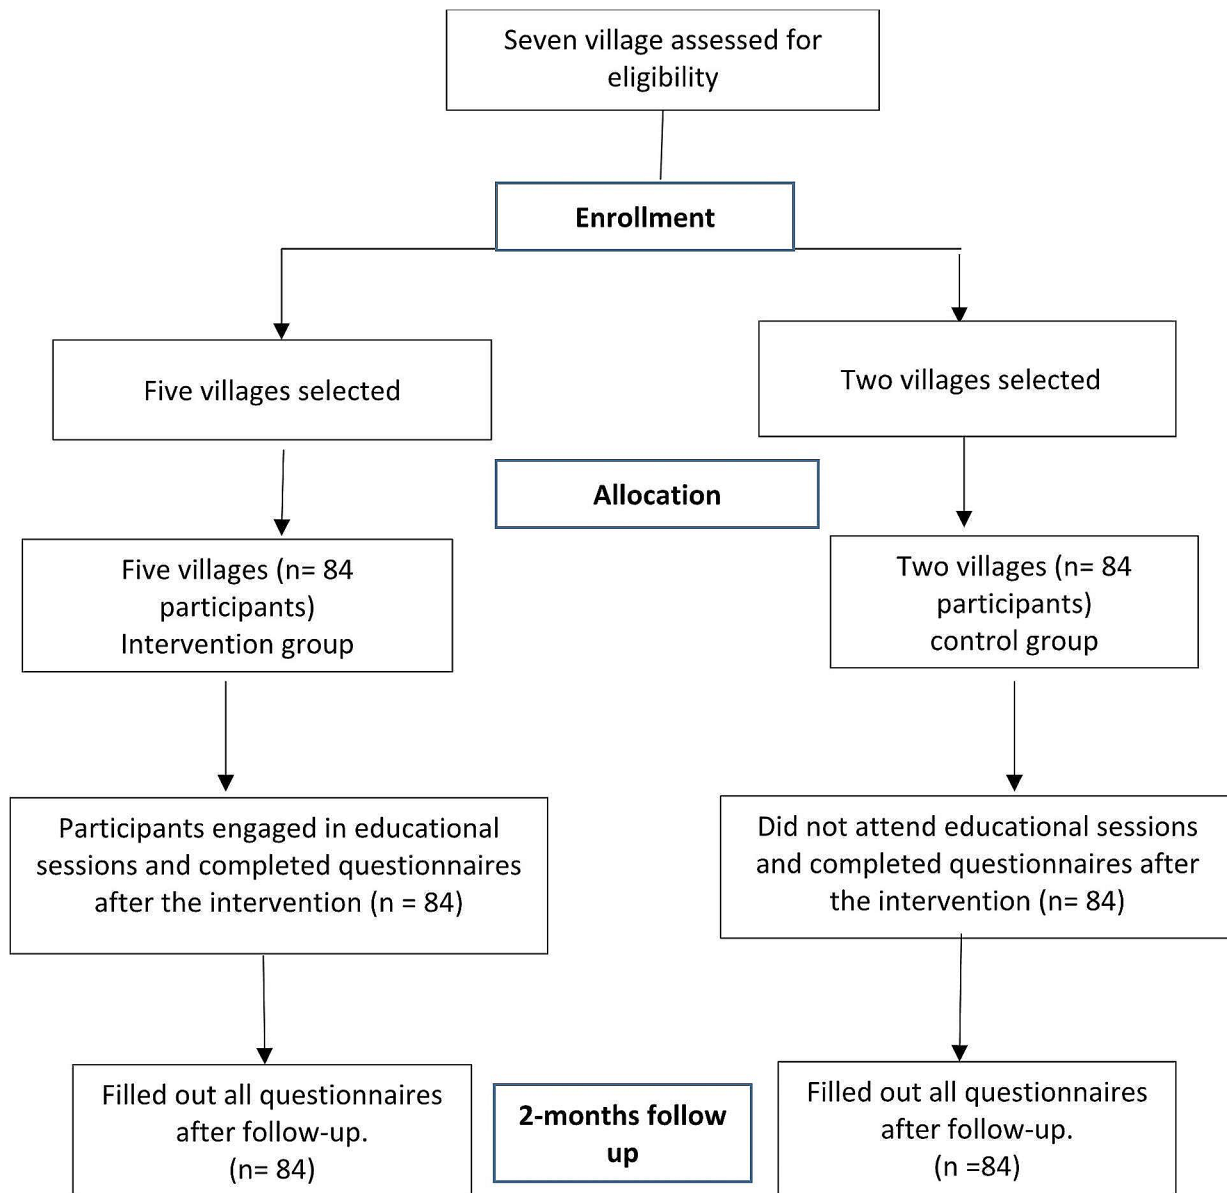 Seven village assessed for
eligibility
Enrollment
Five villages selected
Two villages selected
Allocation
Five villages (n= 84
participants)
Intervention group
Two villages (n= 84
participants)
control group
Participants engaged in educational
sessions and completed questionnaires
after the intervention (n = 84)
Did not attend educational sessions
and completed questionnaires after
the intervention (n= 84)
Filled out all questionnaires
after follow-up.
(n= 84)
2-months follow
up
Filled out all questionnaires
after follow-up.
(n =84)